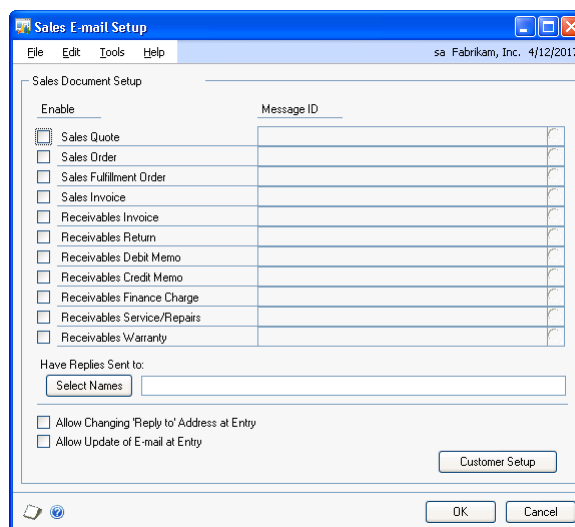 Sales E-mail Setup
File Edit Tools Help sa Fabrikam, Inc. 4/12/2017
Sales Document Setup
Enable Message ID
Sales Quote
Sales Order
Sales Fulfillment Order
Sales Invoice
Receivables Invoice
Receivables Return
Receivables Debit Memo
Receivables Credit Memo
Receivables Finance Charge
Receivables Service/Repairs
Receivables Warranty
Have Replies Sent to:
Select Names
Allow Changing 'Reply to' Address at Entry
Allow Update of E-mail at Entry
Customer Setup
OK Cancel